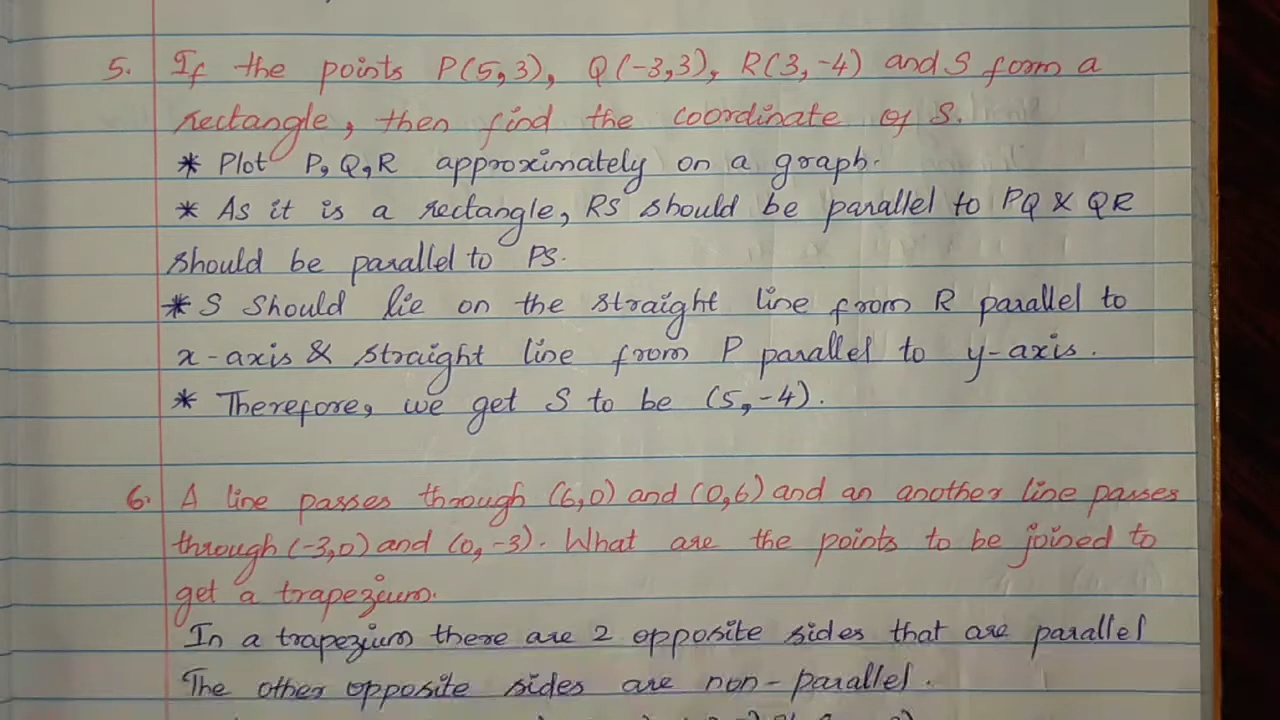 5. If the points P(5,3), Q(-3,3), R(3,-4) and S form a
rectangle, then find the coordinate of S.
* Plot P, Q, R approximately on a graph.
* As it is a rectangle, RS should be parallel to PQ & QR
should be parallel to PS.
* S should lie on the straight line from R parallel to
x-axis & straight line from P parallel to y-axis.
* Therefore, we get S to be (5,-4).
6. A line passes through (6,0) and (0,6) and an another line passes
through (-3,0) and (0,-3). What are the points to be joined to
get a trapezium.
In a trapezium there are 2 opposite sides that are parallel
The other opposite sides are non-parallel.